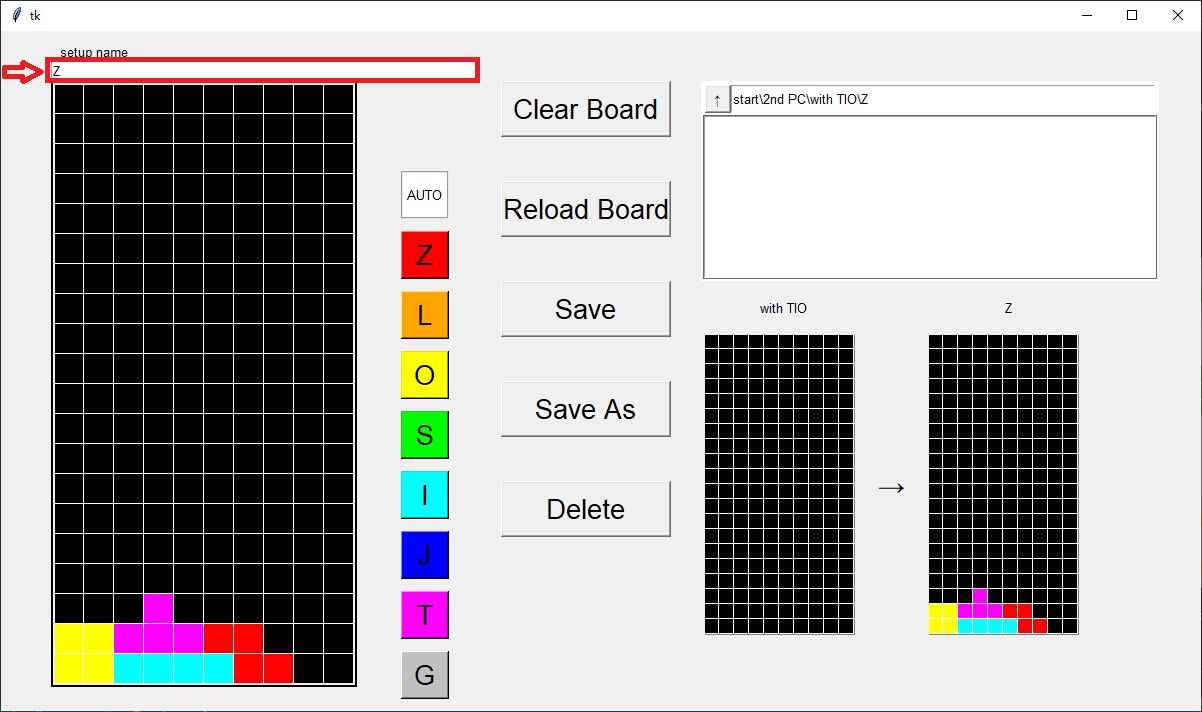 tk
setup name
Z
Clear Board
↑ start\2nd PC\with TIO\Z
AUTO
Z
Reload Board
L
Save
with TIO
Z
O
Save As
S
I
→
Delete
J
T
G